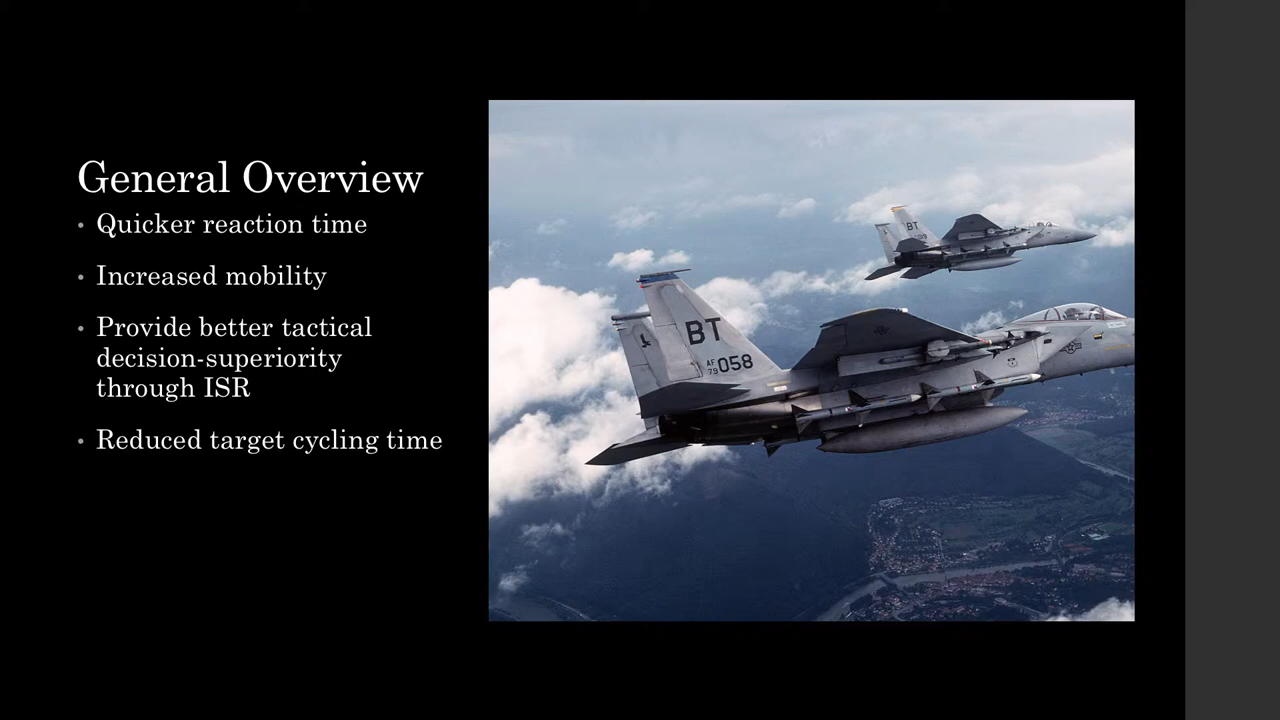 General Overview
• Quicker reaction time
• Increased mobility
• Provide better tactical
decision-superiority
through ISR
• Reduced target cycling time
BT
BT
AF
79 058